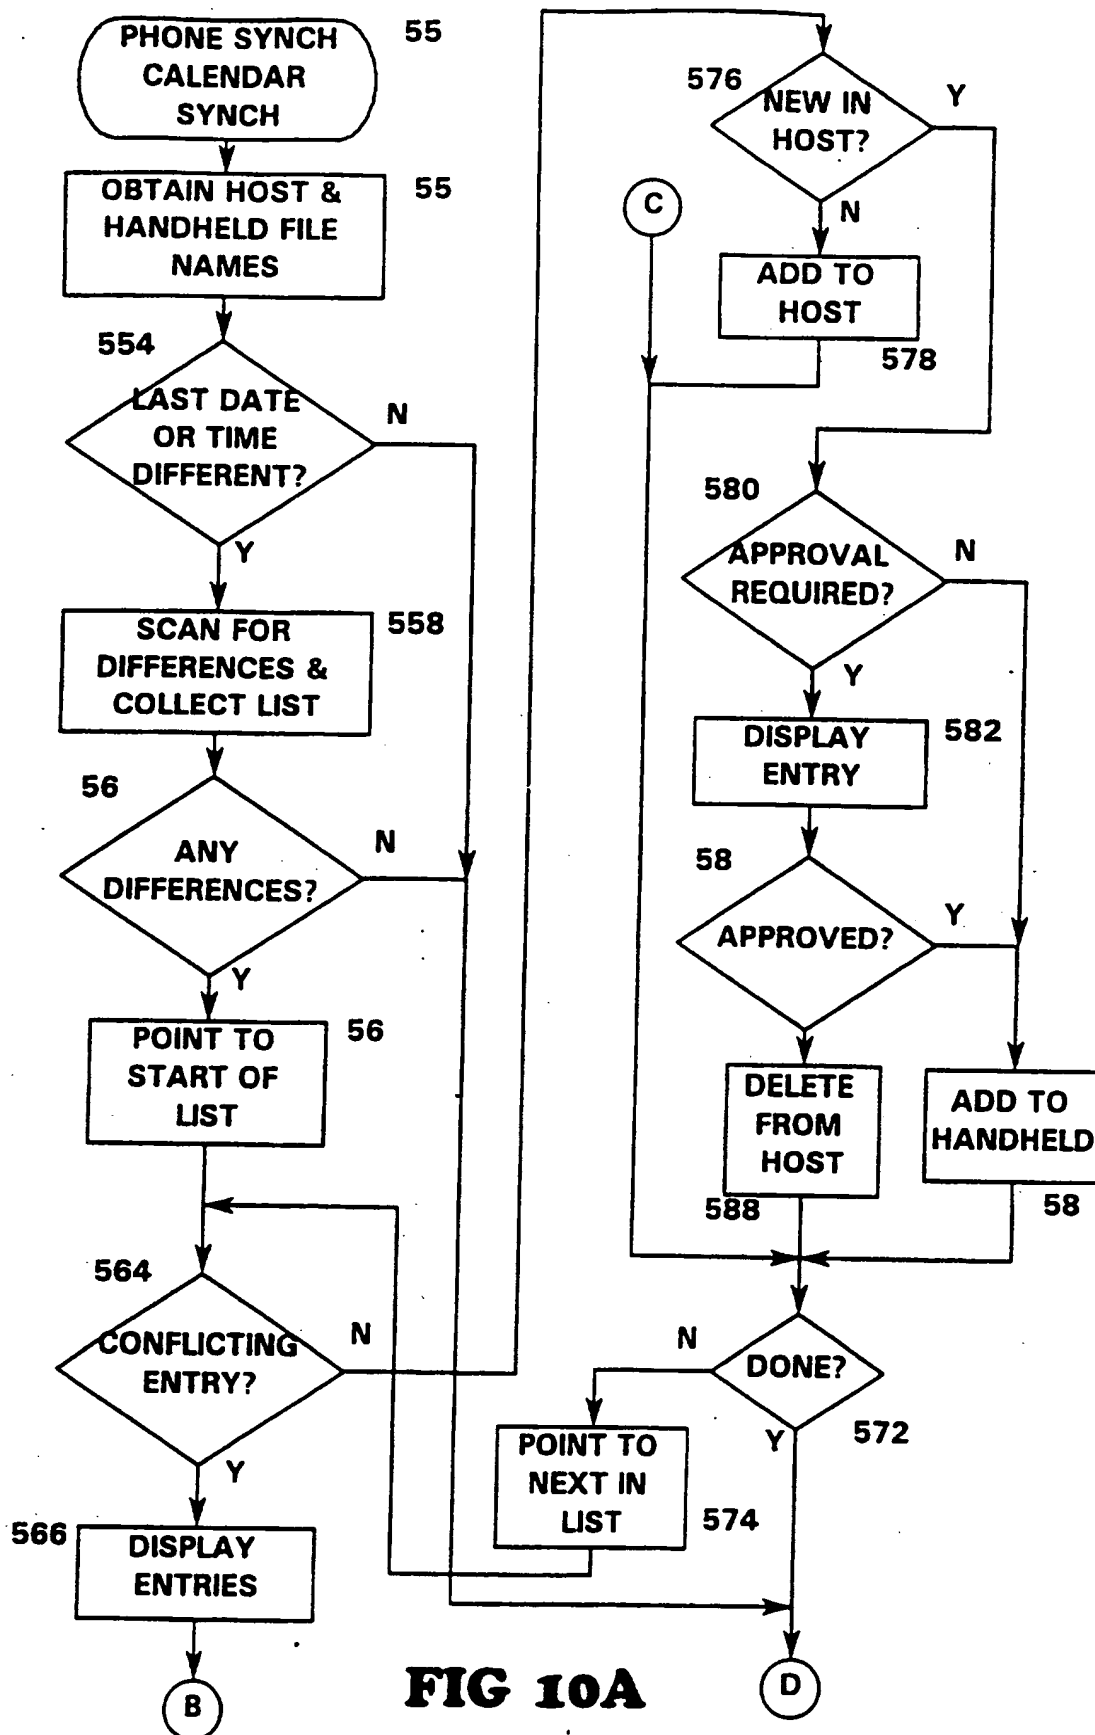 PHONE SYNCH
CALENDAR
SYNCH
55
OBTAIN HOST &
HANDHELD FILE
NAMES
55
554
LAST DATE
OR TIME
DIFFERENT?
N
Y
SCAN FOR
DIFFERENCES &
COLLECT LIST
558
56
ANY
DIFFERENCES?
N
Y
POINT TO
START OF
LIST
56
564
CONFLICTING
ENTRY?
N
Y
566
DISPLAY
ENTRIES
B
576
NEW IN
HOST?
Y
N
C
ADD TO
HOST
578
580
APPROVAL
REQUIRED?
N
Y
DISPLAY
ENTRY
582
58
APPROVED?
Y
DELETE
FROM
HOST
588
ADD TO
HANDHELD
58
DONE?
N
Y
572
POINT TO
NEXT IN
LIST
574
D
FIG 10A